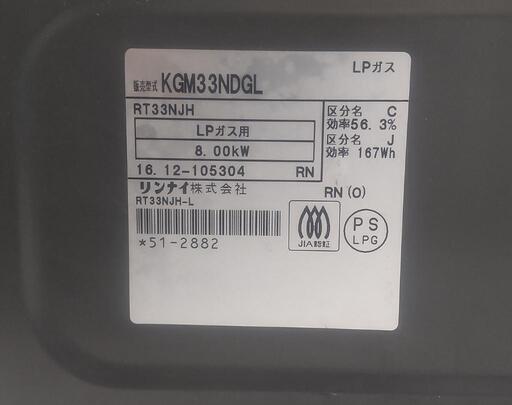 LPガス
販売型式 KGM33NDGL
RT33NJH
LPガス用
8.00kW
16.12-105304 RN
区分名 C
効率56.3%
区分名 J
効率 167Wh
リンナイ株式会社 RN(O)
RT33NJH-L
*51-2882
JIA認証
PS
LPG